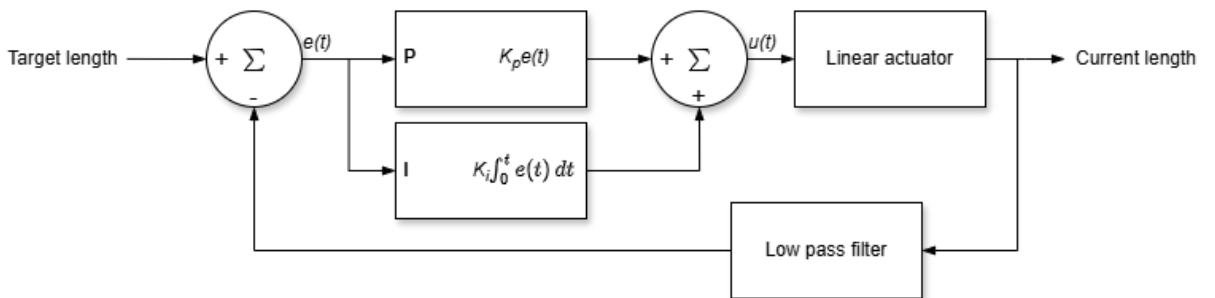 Target length
+ ∑
-
e(t)
P K_p e(t)
I K_i ∫_0^t e(t) dt
+ ∑
+
u(t)
Linear actuator
Current length
Low pass filter